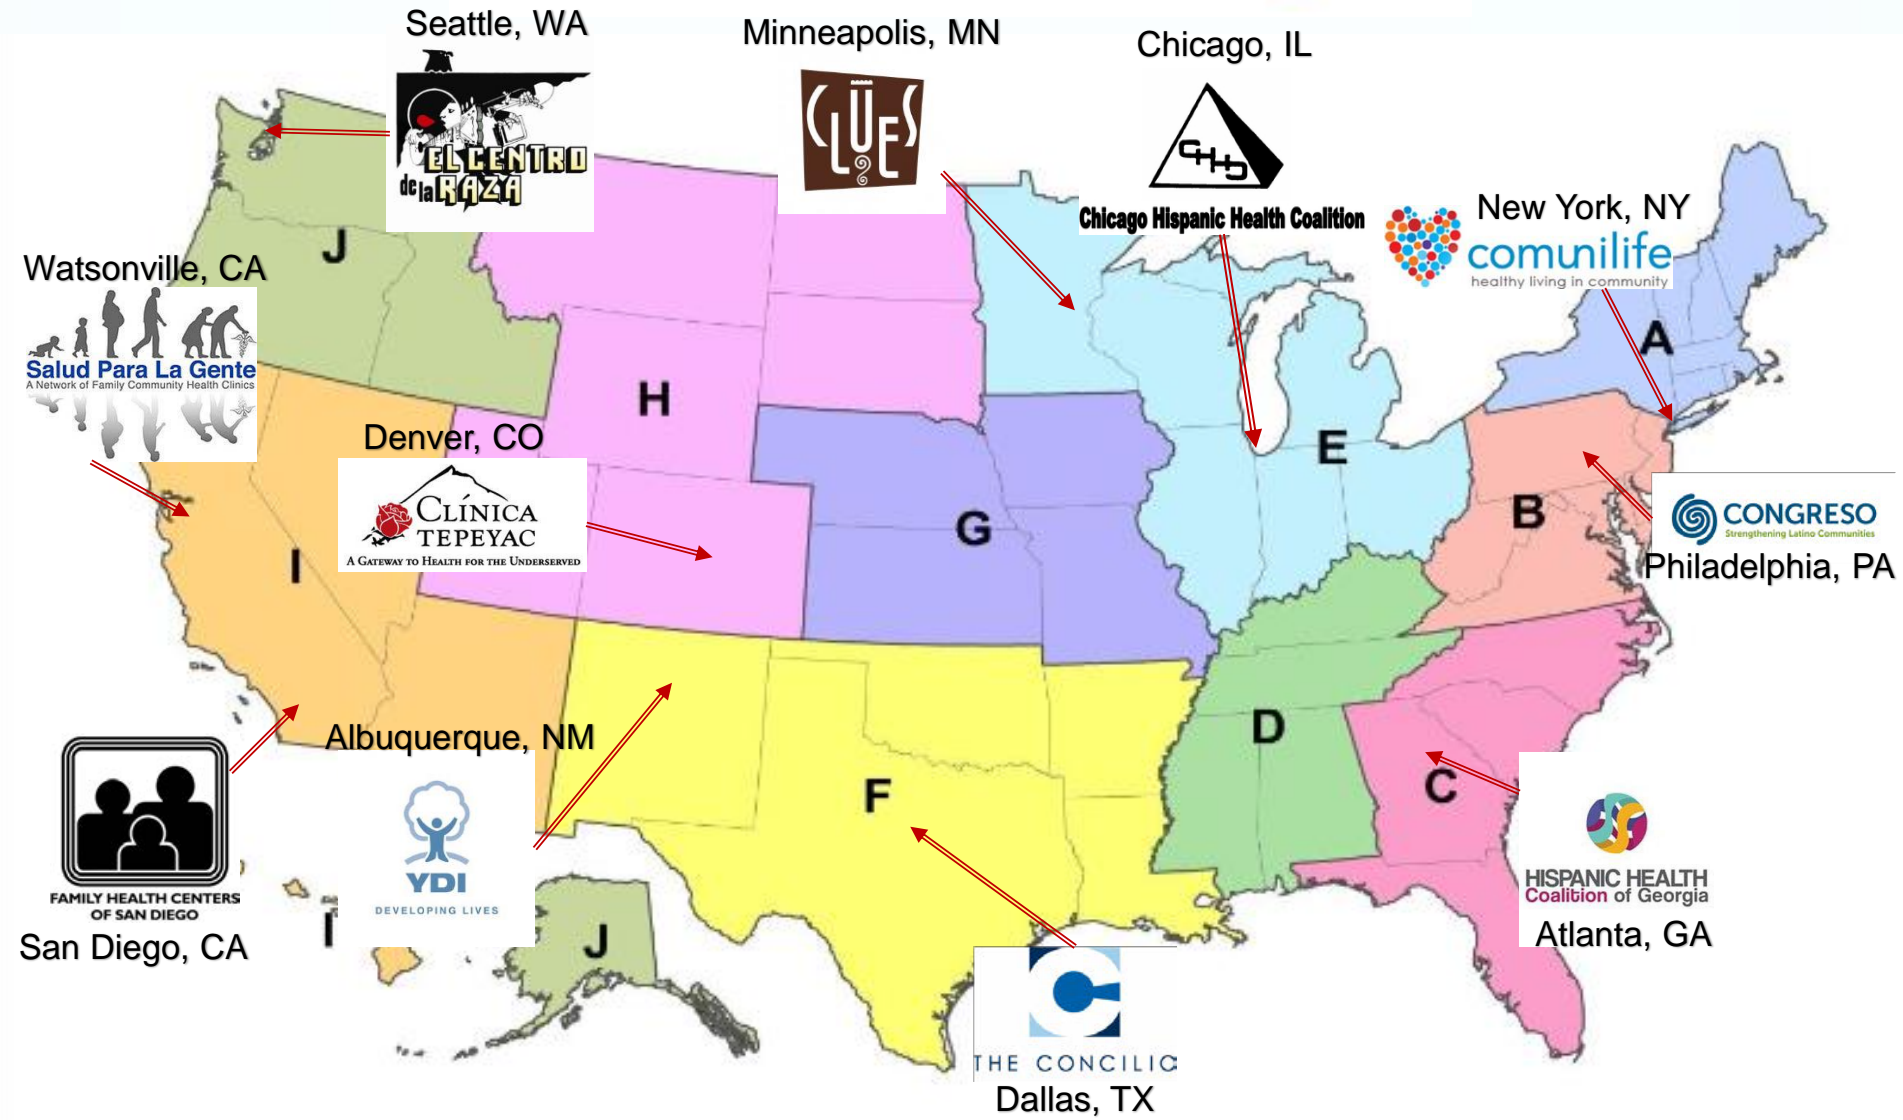 Seattle, WA
EL CENTRO
de la RAZA
Minneapolis, MN
CLUES
Chicago, IL
CHHC
Chicago Hispanic Health Coalition
New York, NY
comunilife
healthy living in community
Watsonville, CA
Salud Para La Gente
A Network of Family Community Health Clinics
J
H
A
Denver, CO
CLÍNICA
TEPEYAC
A GATEWAY TO HEALTH FOR THE UNDERSERVED
E
G
B
CONGRESO
Strengthening Latino Communities
Philadelphia, PA
I
Albuquerque, NM
YDI
DEVELOPING LIVES
D
F
C
HISPANIC HEALTH
Coalition of Georgia
Atlanta, GA
FAMILY HEALTH CENTERS
OF SAN DIEGO
San Diego, CA
I
J
THE CONCILIO
Dallas, TX